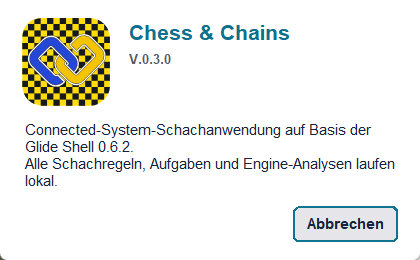 Chess & Chains
V.0.3.0
Connected-System-Schachanwendung auf Basis der
Glide Shell 0.6.2.
Alle Schachregeln, Aufgaben und Engine-Analysen laufen
lokal.
Abbrechen